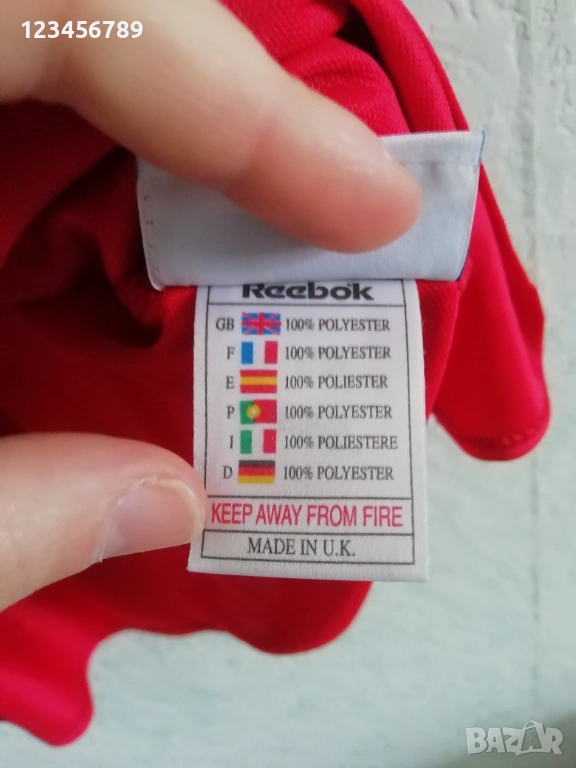 123456789
Reebok
GB 100% POLYESTER
F 100% POLYESTER
E 100% POLIESTER
P 100% POLYESTER
I 100% POLIESTERE
D 100% POLYESTER
KEEP AWAY FROM FIRE
MADE IN U.K.
BAZAR